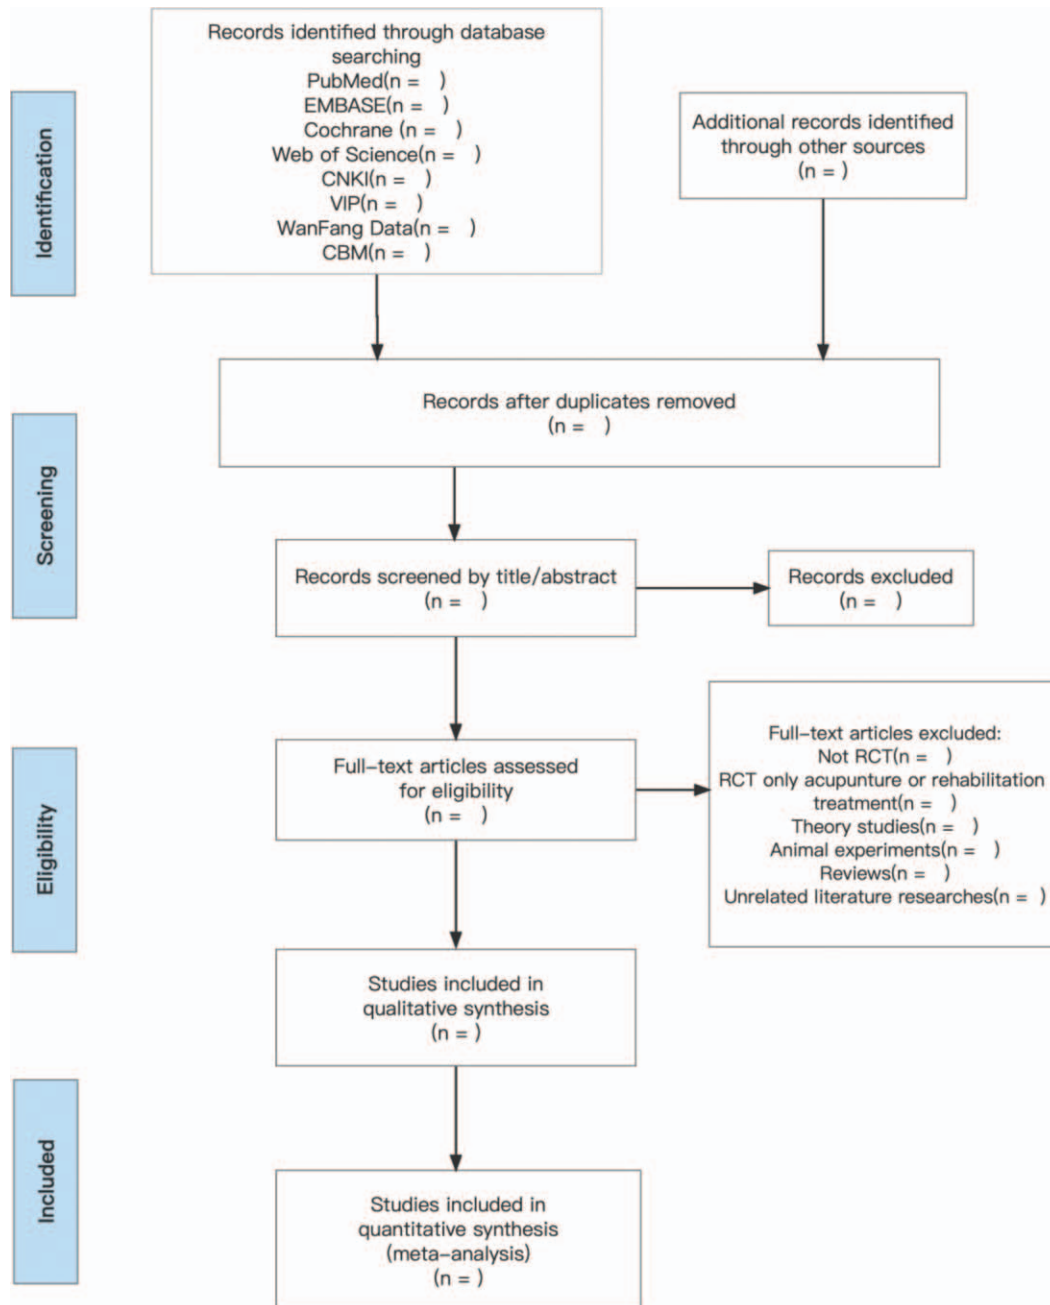 Records identified through database
searching
PubMed(n =   )
EMBASE(n =   )
Cochrane (n =   )
Web of Science(n =   )
CNKI(n =   )
VIP(n =   )
WanFang Data(n =   )
CBM(n =   )
Additional records identified
through other sources
(n = )
Identification
Records after duplicates removed
(n =   )
Screening
Records screened by title/abstract
(n =   )
Records excluded
(n =   )
Full-text articles assessed
for eligibility
(n =   )
Full-text articles excluded:
Not RCT(n =   )
RCT only acupunture or rehabilitation
treatment(n =   )
Theory studies(n =   )
Animal experiments(n =   )
Reviews(n =   )
Unrelated literature researches(n =  )
Eligibility
Studies included in
qualitative synthesis
(n = )
Included
Studies included in
quantitative synthesis
(meta-analysis)
(n = )